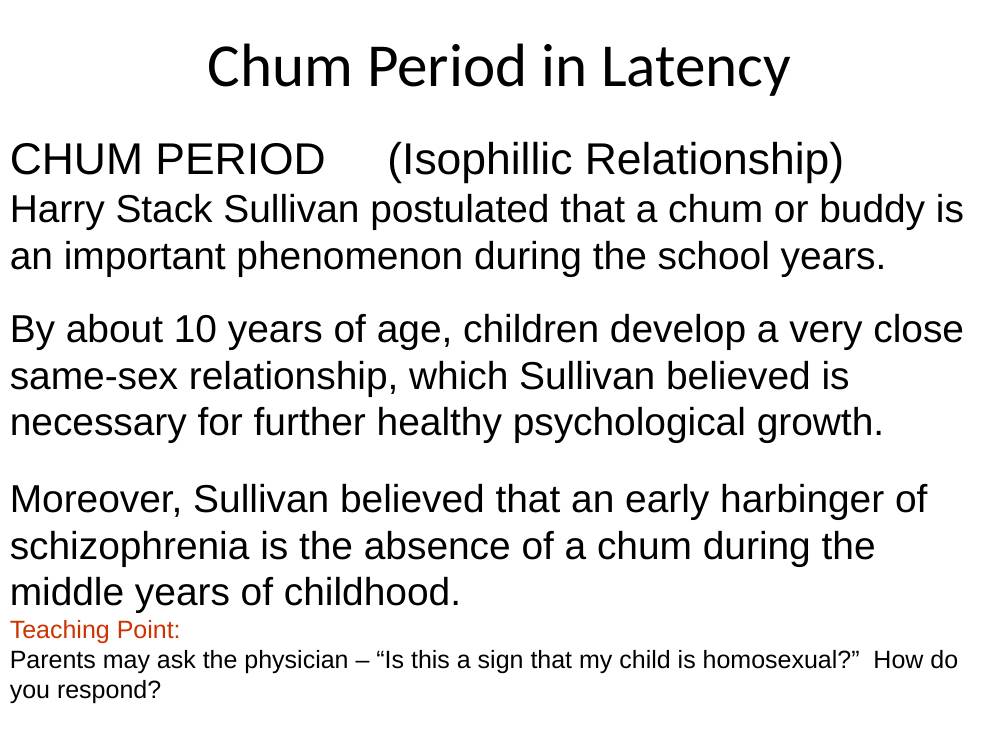 Chum Period in Latency
CHUM PERIOD (Isophillic Relationship)
Harry Stack Sullivan postulated that a chum or buddy is
an important phenomenon during the school years.
By about 10 years of age, children develop a very close
same-sex relationship, which Sullivan believed is
necessary for further healthy psychological growth.
Moreover, Sullivan believed that an early harbinger of
schizophrenia is the absence of a chum during the
middle years of childhood.
Teaching Point:
Parents may ask the physician – “Is this a sign that my child is homosexual?” How do
you respond?